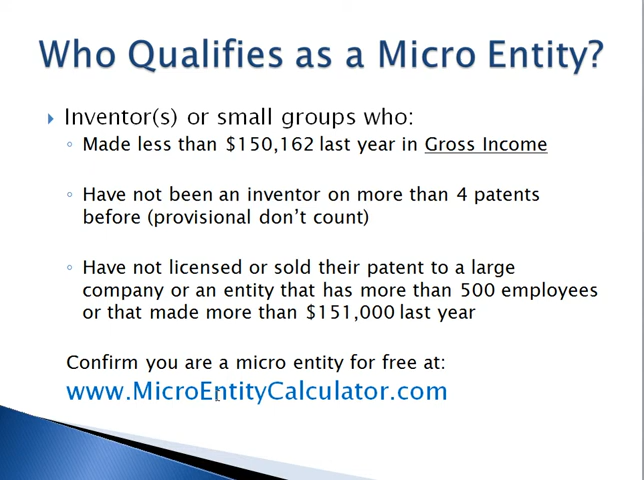 Who Qualifies as a Micro Entity?
Inventor(s) or small groups who:
Made less than $150,162 last year in Gross Income
Have not been an inventor on more than 4 patents
before (provisional don't count)
Have not licensed or sold their patent to a large
company or an entity that has more than 500 employees
or that made more than $151,000 last year
Confirm you are a micro entity for free at:
www.MicroEntityCalculator.com